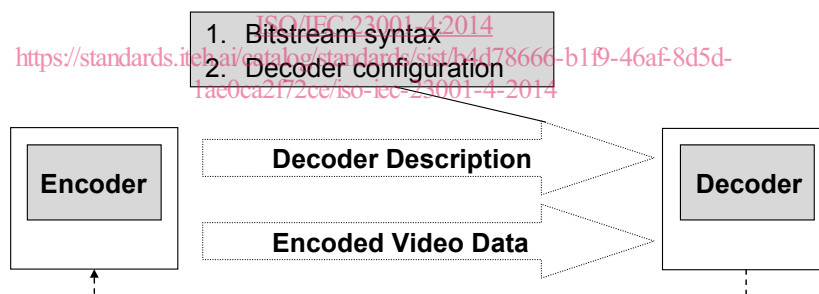 ISO/IEC 23001-4:2014
1. Bitstream syntax
https://standards.iteh.ai/catalog/standards/sist/b4d78666-b1f9-46af-8d5d-
2. Decoder configuration
1ae0ca2f72ce/iso-iec-23001-4-2014
Decoder Description
Encoder
Decoder
Encoded Video Data